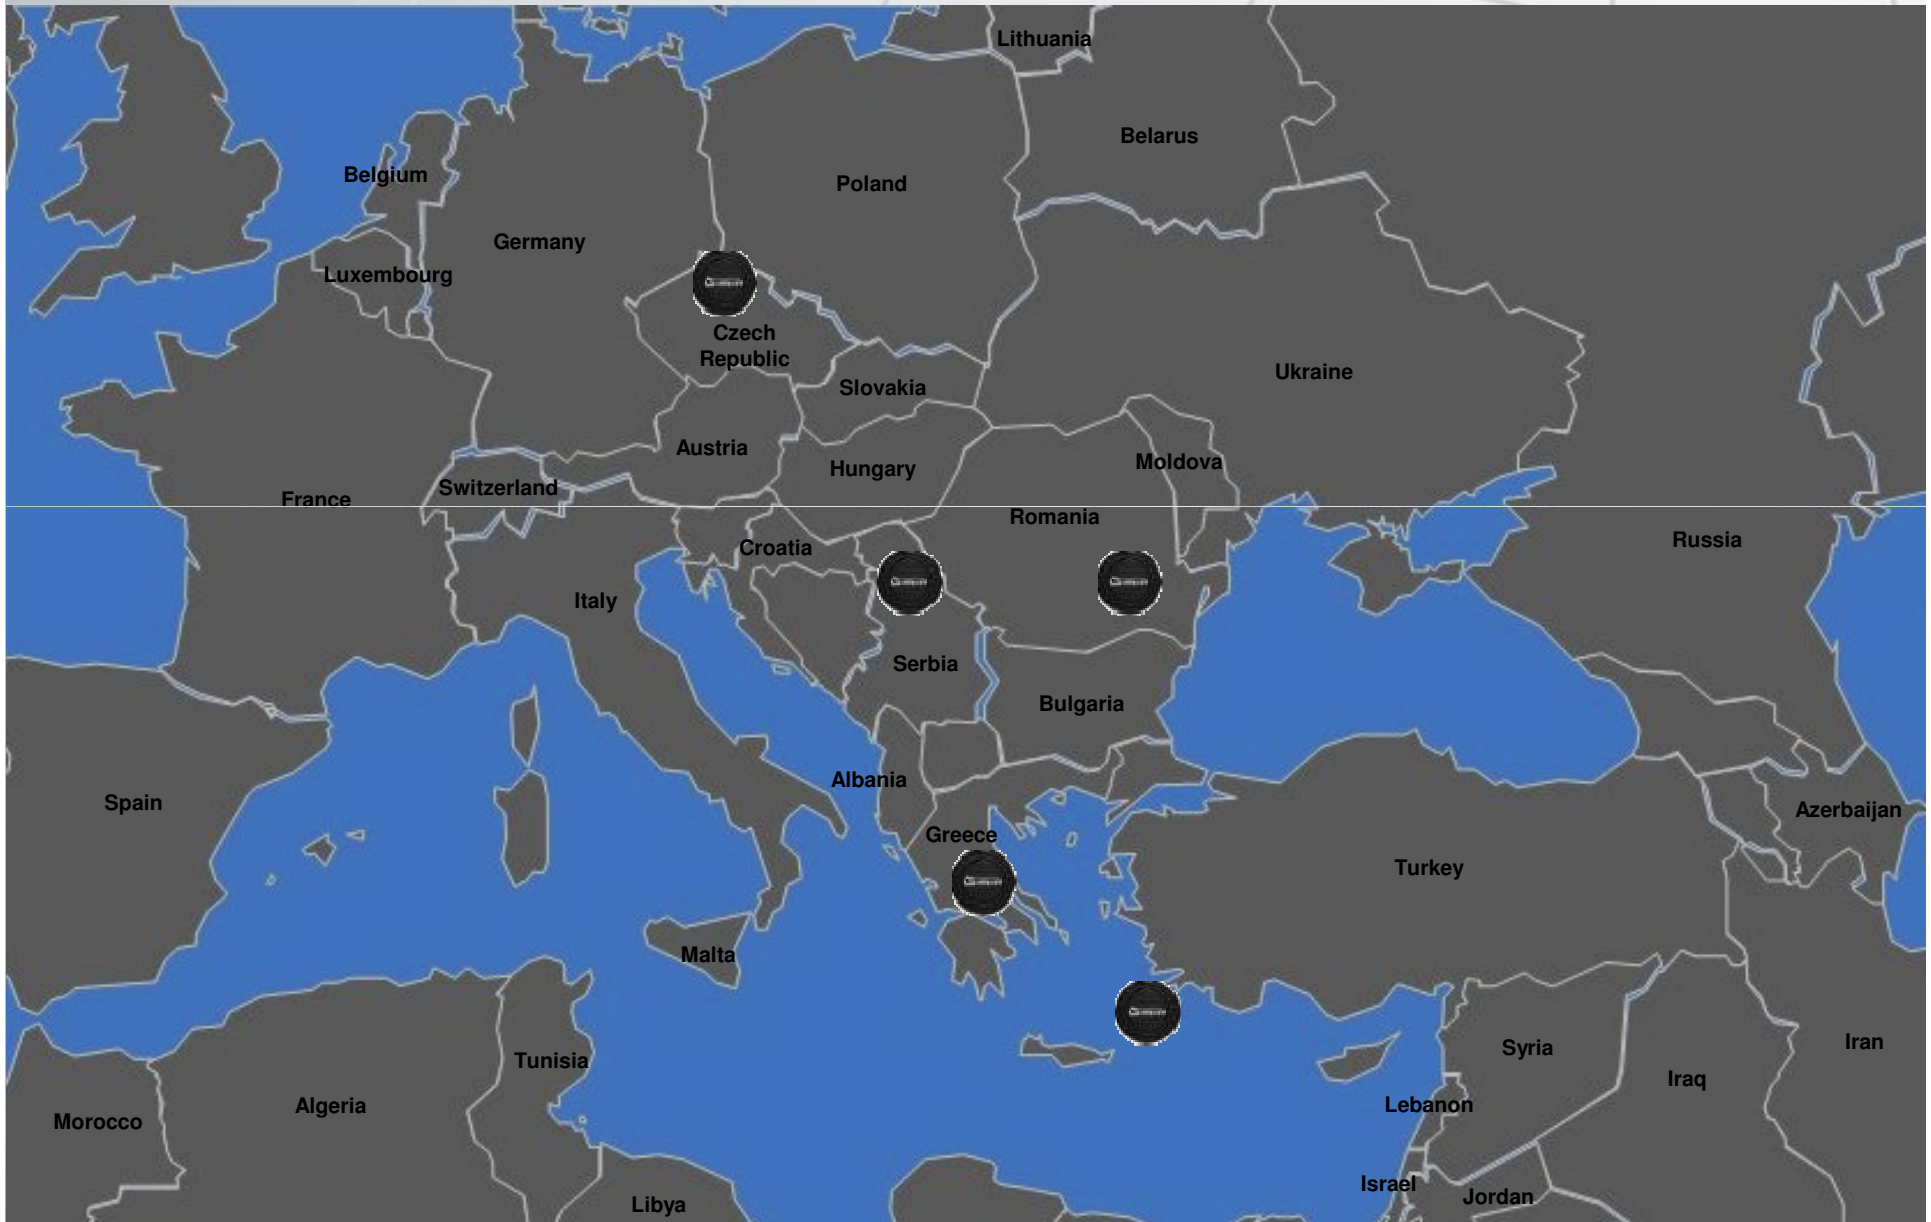 Lithuania
Belarus
Belgium
Poland
Germany
Luxembourg
Czech
Republic
Ukraine
Slovakia
Austria
Moldova
Hungary
Switzerland
France
Romania
Russia
Croatia
Italy
Serbia
Bulgaria
Albania
Spain
Azerbaijan
Greece
Turkey
Malta
Iran
Syria
Tunisia
Iraq
Algeria
Lebanon
Morocco
Israel
Jordan
Libya